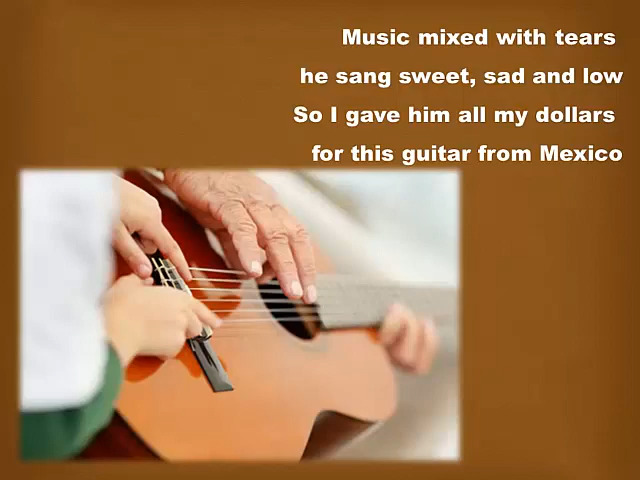 Music mixed with tears
he sang sweet, sad and low
So I gave him all my dollars
for this guitar from Mexico